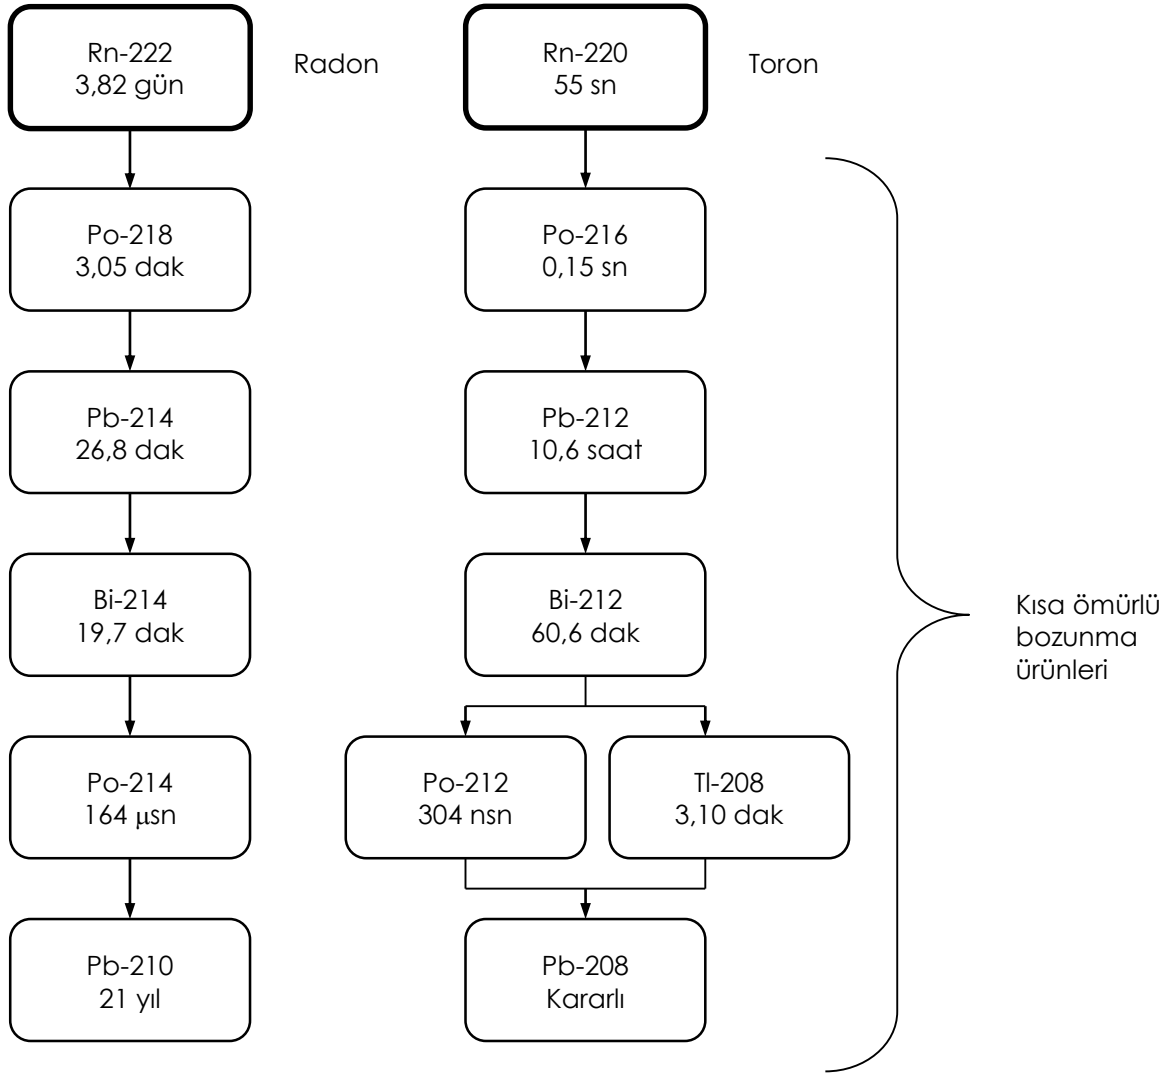 Rn-222
3,82 gün
Radon
Rn-220
55 sn
Toron
Po-218
3,05 dak
Po-216
0,15 sn
Pb-214
26,8 dak
Pb-212
10,6 saat
Bi-214
19,7 dak
Bi-212
60,6 dak
Kısa ömürlü
bozunma
ürünleri
Po-214
164 μsn
Po-212
304 nsn
Tl-208
3,10 dak
Pb-210
21 yıl
Pb-208
Kararlı